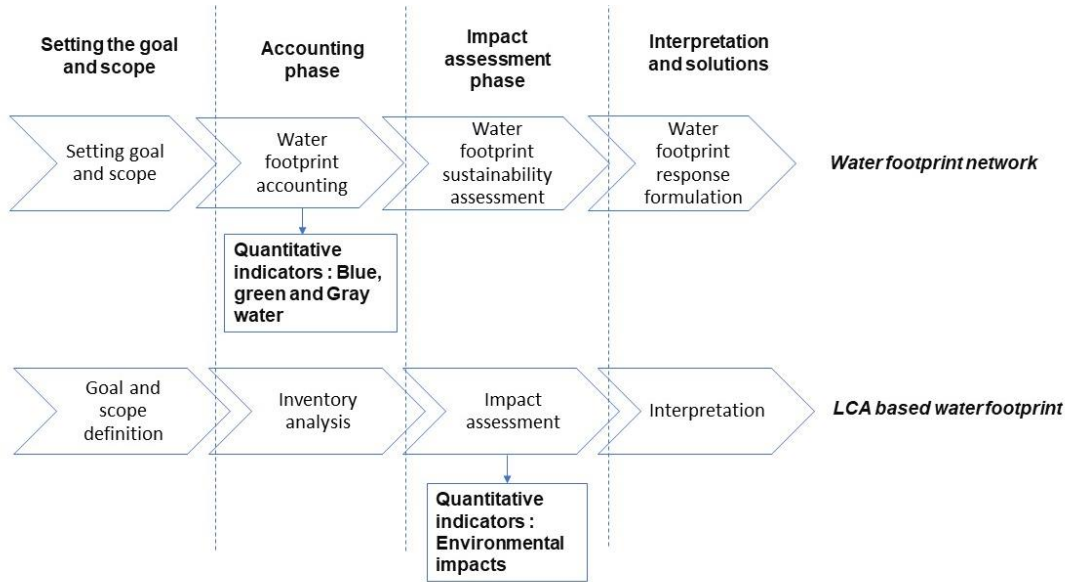 Setting the goal
and scope
Accounting
phase
Impact
assessment
phase
Interpretation
and solutions
Setting goal
and scope
Water
footprint
accounting
Water
footprint
sustainability
assessment
Water
footprint
response
formulation
Water footprint network
Quantitative
indicators : Blue,
green and Gray
water
Goal and
scope
definition
Inventory
analysis
Impact
assessment
Interpretation
LCA based water footprint
Quantitative
indicators :
Environmental
impacts